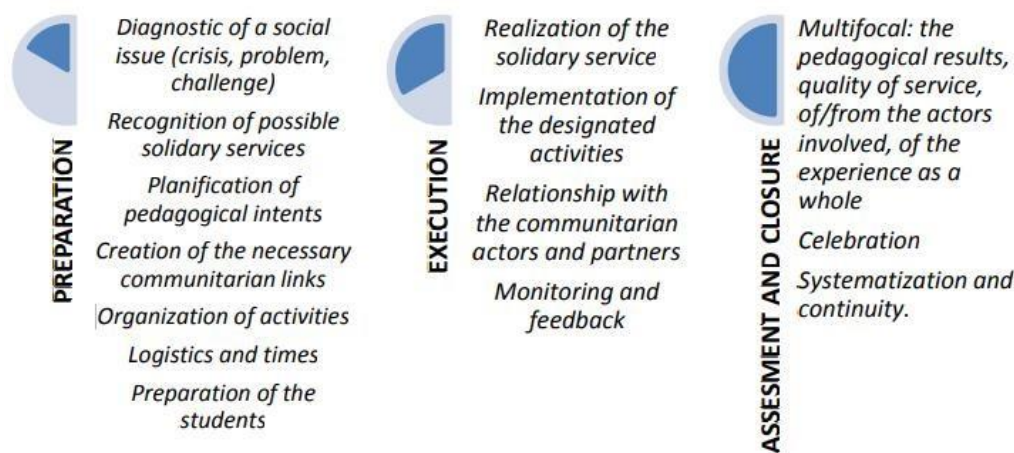 PREPARATION
Diagnostic of a social
issue (crisis, problem,
challenge)
Recognition of possible
solidary services
Planification of
pedagogical intents
Creation of the necessary
communitarian links
Organization of activities
Logistics and times
Preparation of the
students
EXECUTION
Realization of the
solidary service
Implementation of
the designated
activities
Relationship with
the communitarian
actors and partners
Monitoring and
feedback
ASSESMENT AND CLOSURE
Multifocal: the
pedagogical results,
quality of service,
of/from the actors
involved, of the
experience as a
whole
Celebration
Systematization and
continuity.